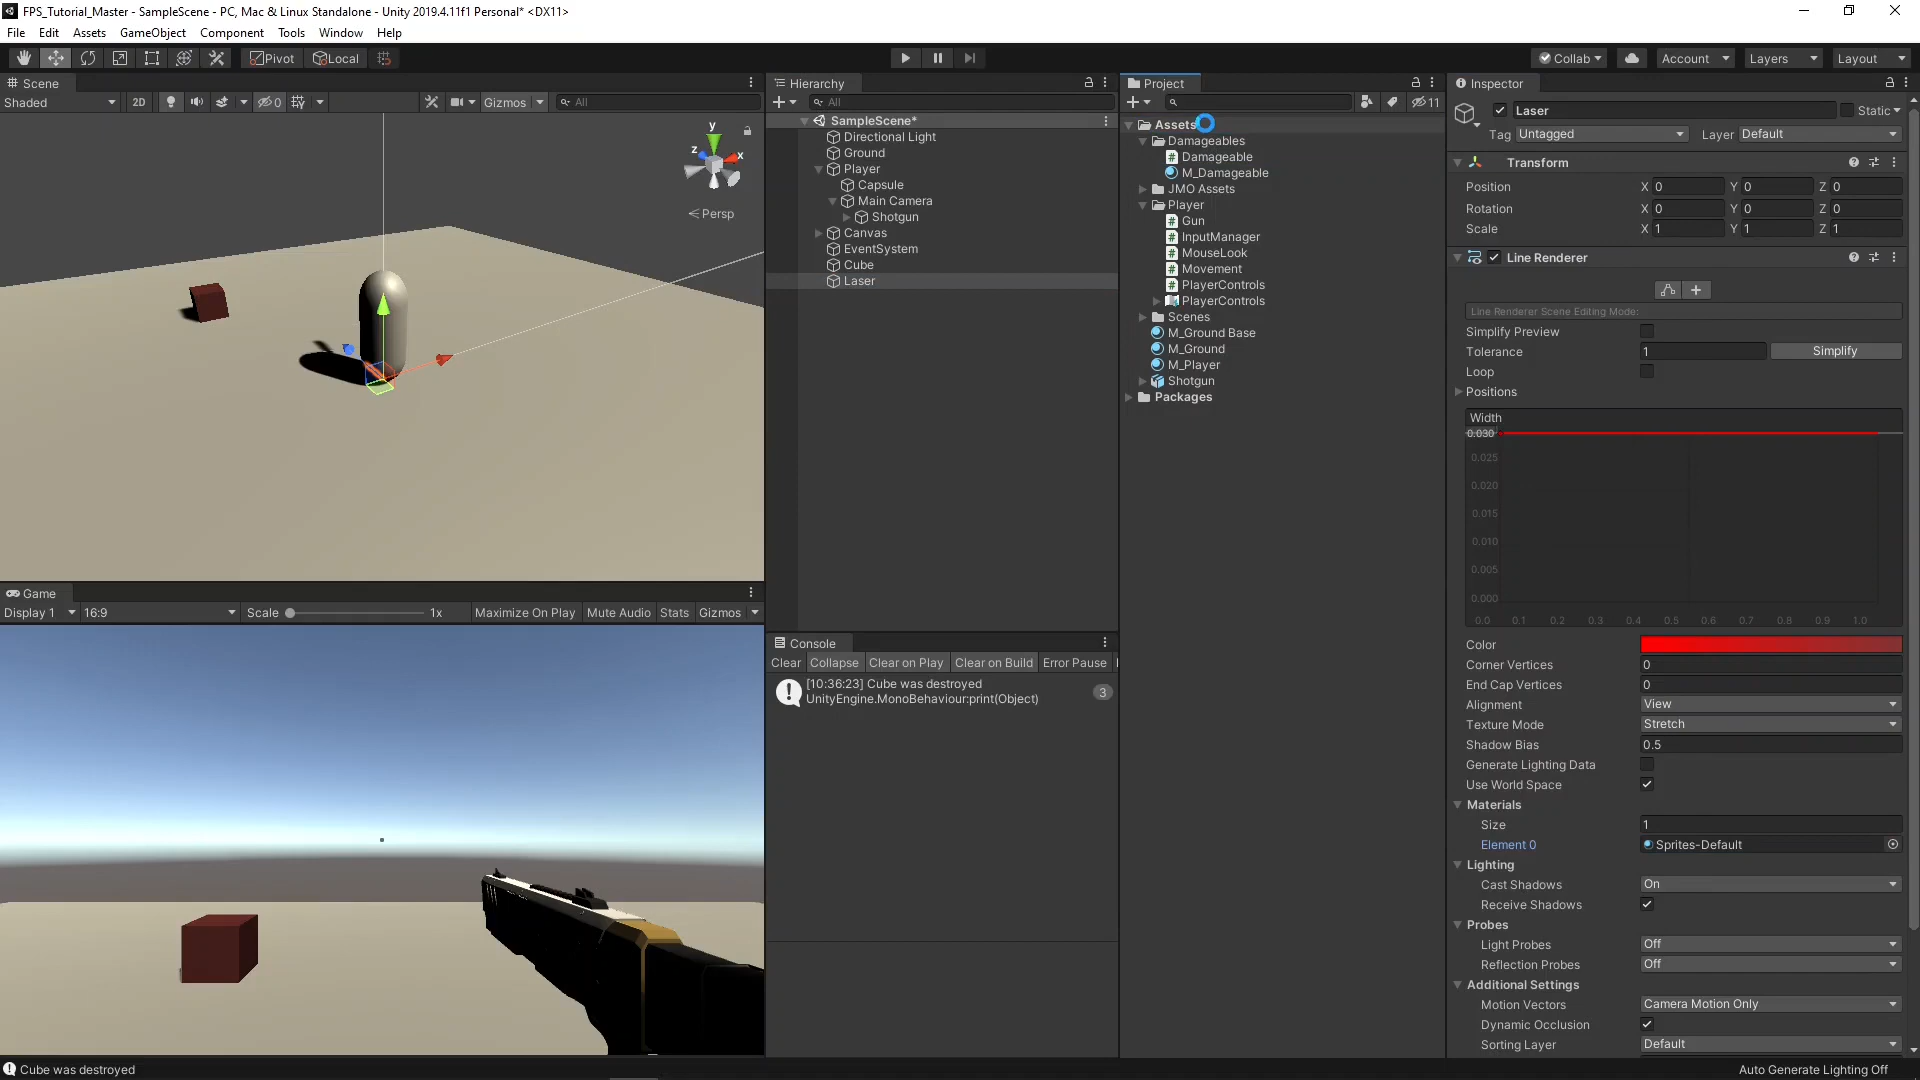 FPS_Tutorial_Master - SampleScene - PC, Mac & Linux Standalone - Unity 2019.4.11f1 Personal* <DX11>
File Edit Assets GameObject Component Tools Window Help
Pivot Local Collab Account Layers Layout
Scene
Shaded 2D 0 Gizmos All
y
z x
Persp
Game
Display 1 16:9 Scale 1x Maximize On Play Mute Audio Stats Gizmos
Hierarchy
All
SampleScene*
Directional Light
Ground
Player
Capsule
Main Camera
Shotgun
Canvas
EventSystem
Cube
Laser
Console
Clear Collapse Clear on Play Clear on Build Error Pause
[10:36:23] Cube was destroyed
UnityEngine.MonoBehaviour:print(Object)
3
Project
11
Assets
Damageables
Damageable
M_Damageable
JMO Assets
Player
Gun
InputManager
MouseLook
Movement
PlayerControls
PlayerControls
Scenes
M_Ground Base
M_Ground
M_Player
Shotgun
Packages
Inspector
Laser Static
Tag Untagged Layer Default
Transform
Position X 0 Y 0 Z 0
Rotation X 0 Y 0 Z 0
Scale X 1 Y 1 Z 1
Line Renderer
Line Renderer Scene Editing Mode:
Simplify Preview
Tolerance 1 Simplify
Loop
Positions
Width
0.030
0.025
0.020
0.015
0.010
0.005
0.000
0.0 0.1 0.2 0.3 0.4 0.5 0.6 0.7 0.8 0.9 1.0
Color
Corner Vertices 0
End Cap Vertices 0
Alignment View
Texture Mode Stretch
Shadow Bias 0.5
Generate Lighting Data
Use World Space
Materials
Size 1
Element 0 Sprites-Default
Lighting
Cast Shadows On
Receive Shadows
Probes
Light Probes Off
Reflection Probes Off
Additional Settings
Motion Vectors Camera Motion Only
Dynamic Occlusion
Sorting Layer Default
Cube was destroyed
Auto Generate Lighting Off